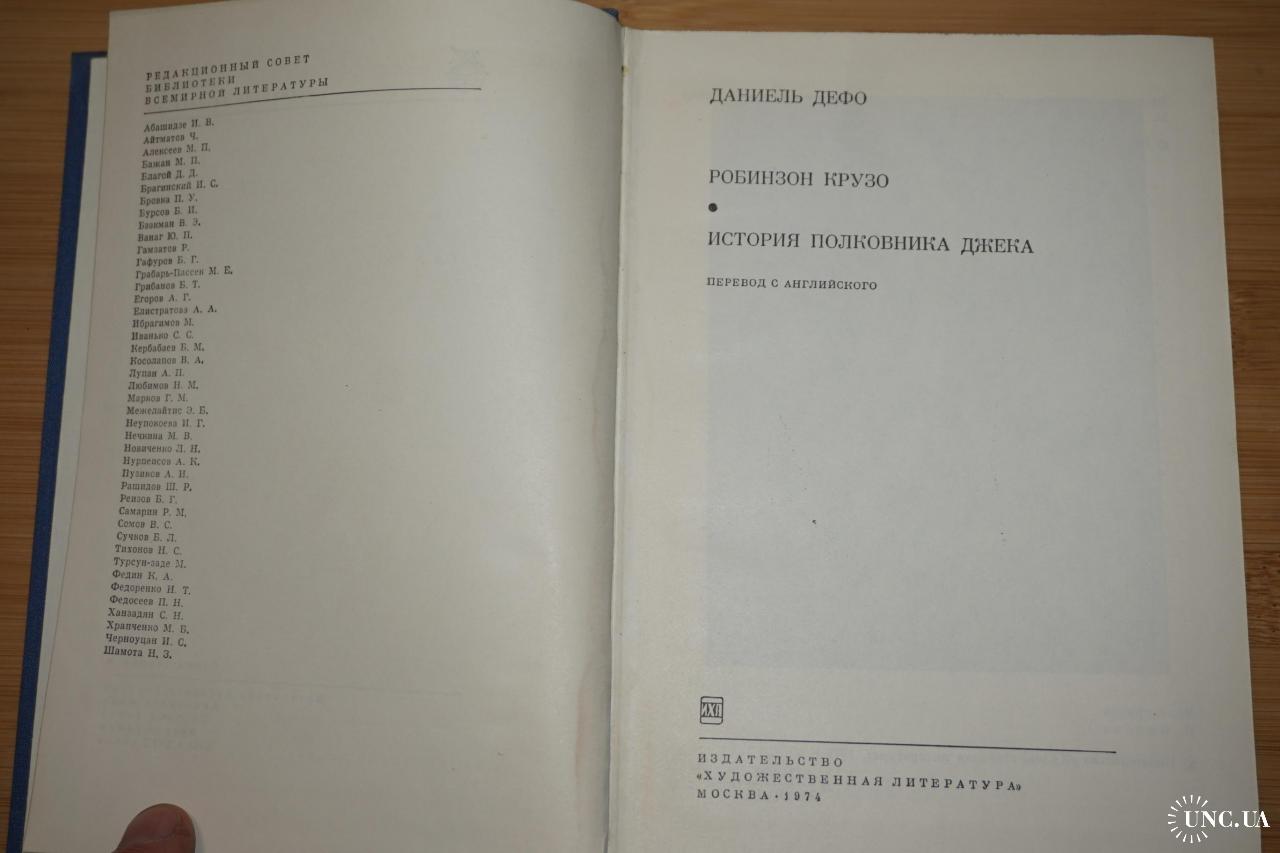 РЕДАКЦИОННЫЙ СОВЕТ
БИБЛИОТЕКИ
ВСЕМИРНОЙ ЛИТЕРАТУРЫ
Абашидзе И. В.
Айтматов Ч.
Алексеев М. П.
Бажан М. П.
Благой Д. Д.
Брагинский И. С.
Бровка П. У.
Бурсов Б. И.
Бээкман В. Э.
Ванаг Ю. П.
Гамзатов Р.
Гафуров Б. Г.
Грабарь-Пассек М. Е.
Грибанов Б. Т.
Егоров А. Г.
Елистратова А. А.
Ибрагимов М.
Иванько С. С.
Кербабаев Б. М.
Косолапов В. А.
Лупан А. П.
Любимов Н. М.
Марков Г. М.
Межелайтис Э. Б.
Неупокоева И. Г.
Нечкина М. В.
Новиченко Л. Н.
Нурпеисов А. К.
Пузиков А. И.
Рашидов Ш. Р.
Реизов Б. Г.
Самарин Р. М.
Сомов В. С.
Сучков Б. Л.
Тихонов Н. С.
Турсун-заде М.
Федин К. А.
Федоренко Н. Т.
Федосеев П. Н.
Ханзадян С. Н.
Храпченко М. Б.
Черноуцан И. С.
Шамота Н. З.
ДАНИЕЛЬ ДЕФО
РОБИНЗОН КРУЗО
•
ИСТОРИЯ ПОЛКОВНИКА ДЖЕКА
ПЕРЕВОД С АНГЛИЙСКОГО
ИХЛ
ИЗДАТЕЛЬСТВО
«ХУДОЖЕСТВЕННАЯ ЛИТЕРАТУРА»
МОСКВА • 1974
UNC.UA